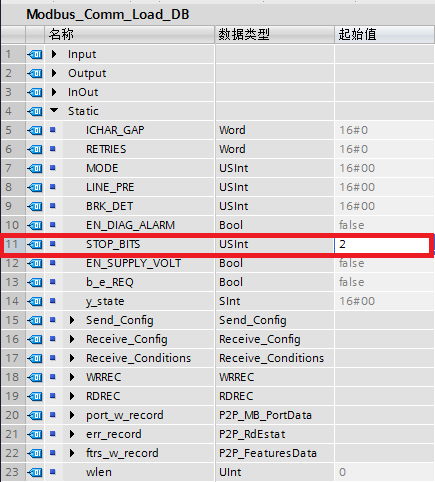 Modbus_Comm_Load_DB
名称 数据类型 起始值
1 Input
2 Output
3 InOut
4 Static
5 ICHAR_GAP Word 16#0
6 RETRIES Word 16#0
7 MODE USInt 16#00
8 LINE_PRE USInt 16#00
9 BRK_DET USInt 16#00
10 EN_DIAG_ALARM Bool false
11 STOP_BITS USInt 2
12 EN_SUPPLY_VOLT Bool false
13 b_e_REQ Bool false
14 y_state SInt 16#00
15 Send_Config Send_Config
16 Receive_Config Receive_Config
17 Receive_Conditions Receive_Conditions
18 WRREC WRREC
19 RDREC RDREC
20 port_w_record P2P_MB_PortData
21 err_record P2P_RdEstat
22 ftrs_w_record P2P_FeaturesData
23 wlen UInt 0